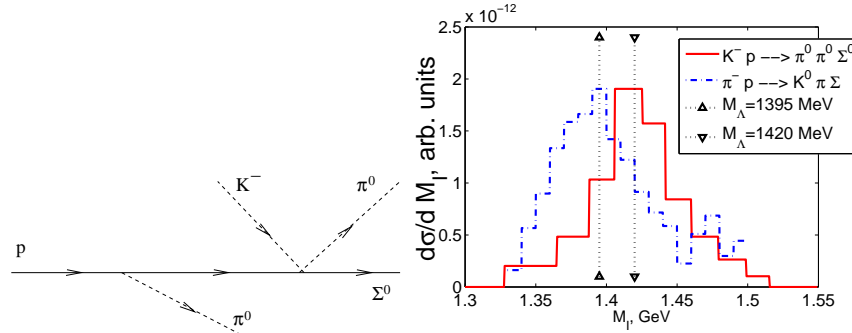 K⁻
π⁰
p
Σ⁰
π⁰
x 10⁻¹²
2.5
2
1.5
1
0.5
0
1.3
1.35
1.4
1.45
1.5
1.55
M_I, GeV
dσ/d M_I, arb. units
K⁻ p −−> π⁰ π⁰ Σ⁰
π⁻ p −−> K⁰ π Σ
M_Λ=1395 MeV
M_Λ=1420 MeV